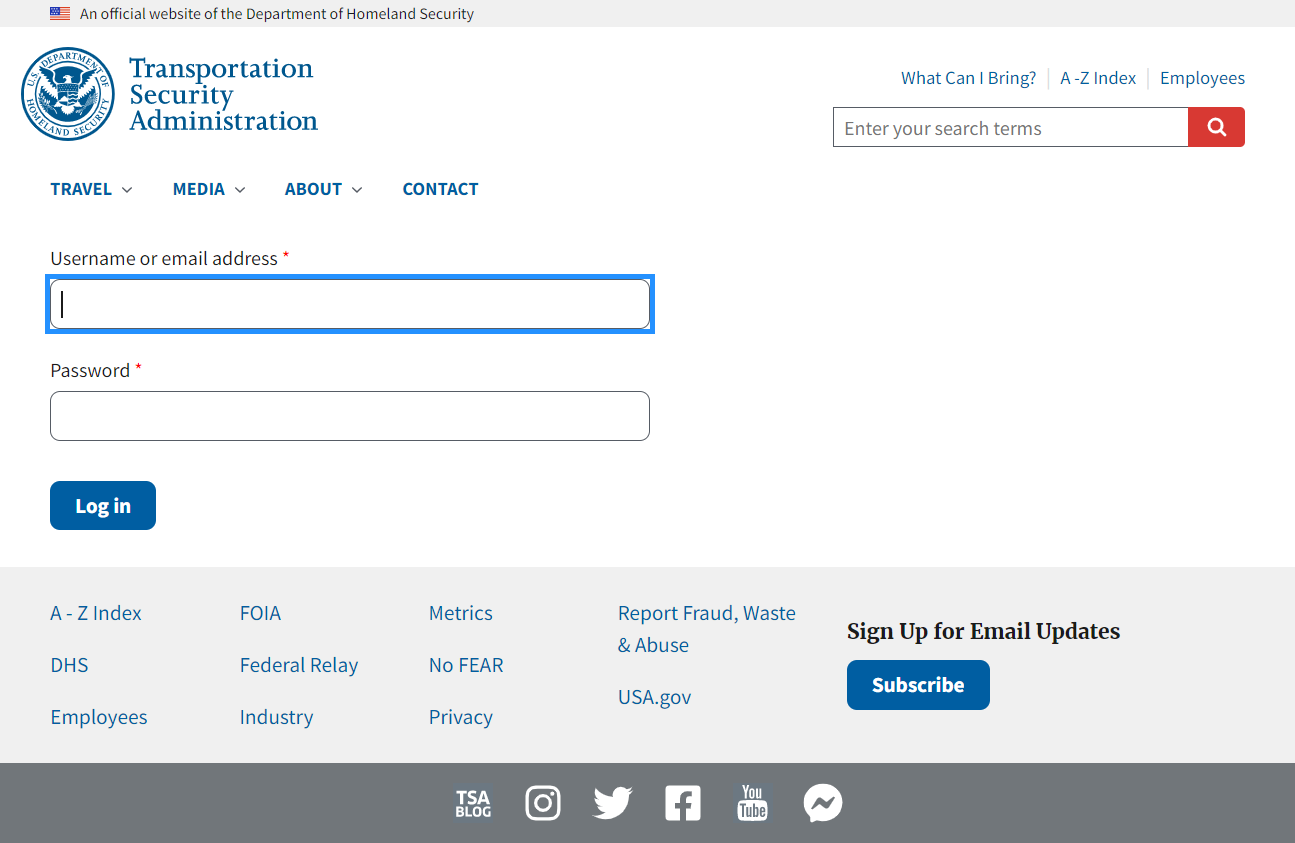 An official website of the Department of Homeland Security
U.S. DEPARTMENT OF HOMELAND SECURITY
Transportation
Security
Administration
What Can I Bring?
A -Z Index
Employees
Enter your search terms
TRAVEL
MEDIA
ABOUT
CONTACT
Username or email address *
Password *
Log in
A - Z Index
DHS
Employees
FOIA
Federal Relay
Industry
Metrics
No FEAR
Privacy
Report Fraud, Waste
& Abuse
USA.gov
Sign Up for Email Updates
Subscribe
TSA
BLOG
You
Tube